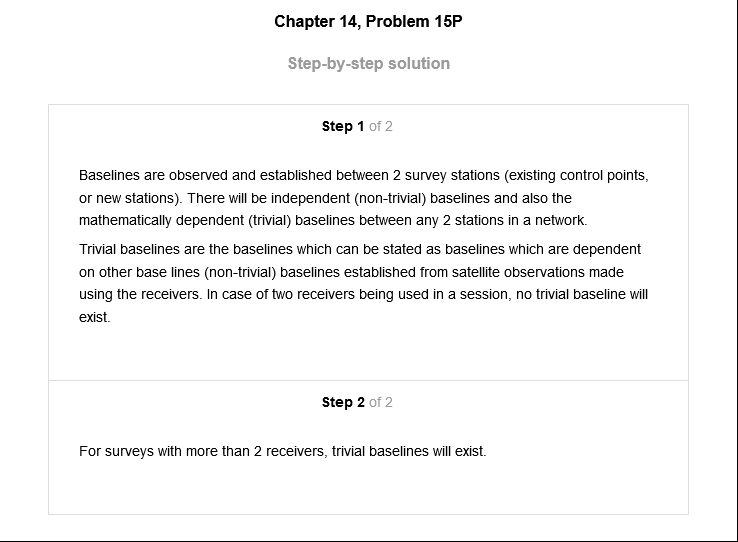 Chapter 14, Problem 15P
Step-by-step solution
Step 1 of 2
Baselines are observed and established between 2 survey stations (existing control points,
or new stations). There will be independent (non-trivial) baselines and also the
mathematically dependent (trivial) baselines between any 2 stations in a network.
Trivial baselines are the baselines which can be stated as baselines which are dependent
on other base lines (non-trivial) baselines established from satellite observations made
using the receivers. In case of two receivers being used in a session, no trivial baseline will
exist.
Step 2 of 2
For surveys with more than 2 receivers, trivial baselines will exist.